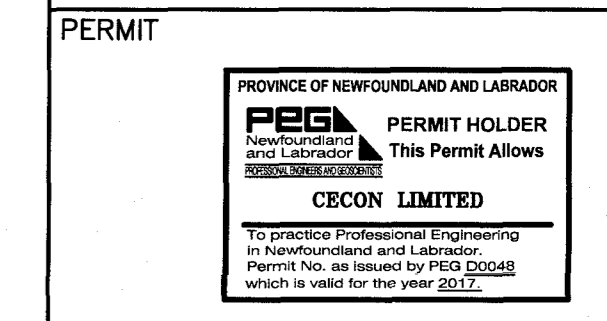 PERMIT
PROVINCE OF NEWFOUNDLAND AND LABRADOR
PEG
Newfoundland
and Labrador
PROFESSIONAL ENGINEERS AND GEOSCIENTISTS
PERMIT HOLDER
This Permit Allows
CECON LIMITED
To practice Professional Engineering
in Newfoundland and Labrador.
Permit No. as issued by PEG D0048
which is valid for the year 2017.